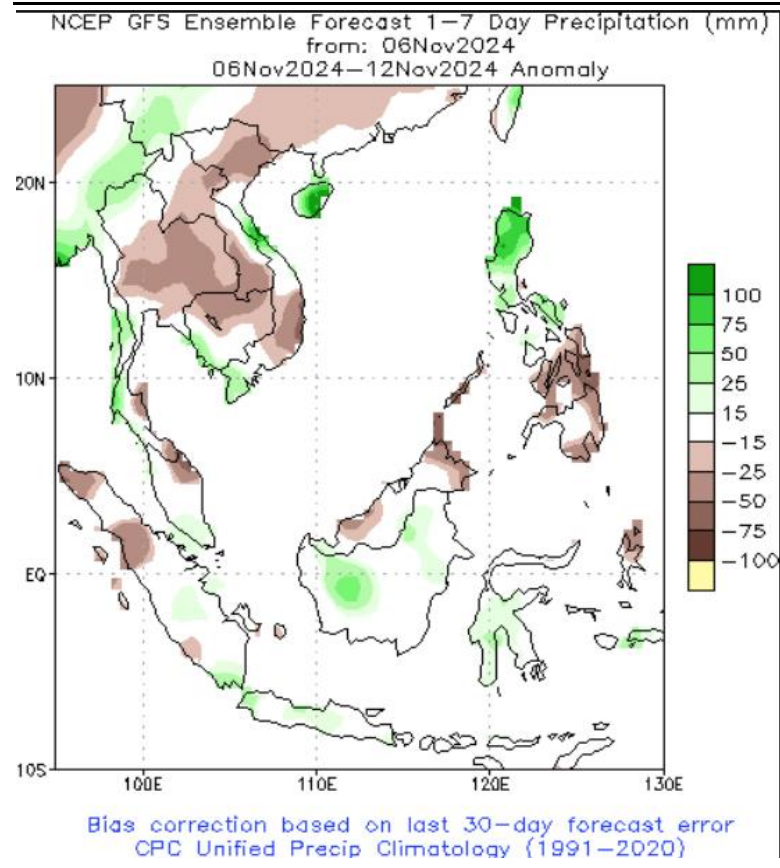 NCEP GFS Ensemble Forecast 1–7 Day Precipitation (mm)
from: 06Nov2024
06Nov2024–12Nov2024 Anomaly
20N
10N
EQ
10S
100E
110E
120E
130E
100
75
50
25
15
−15
−25
−50
−75
−100
Bias correction based on last 30–day forecast error
CPC Unified Precip Climatology (1991–2020)